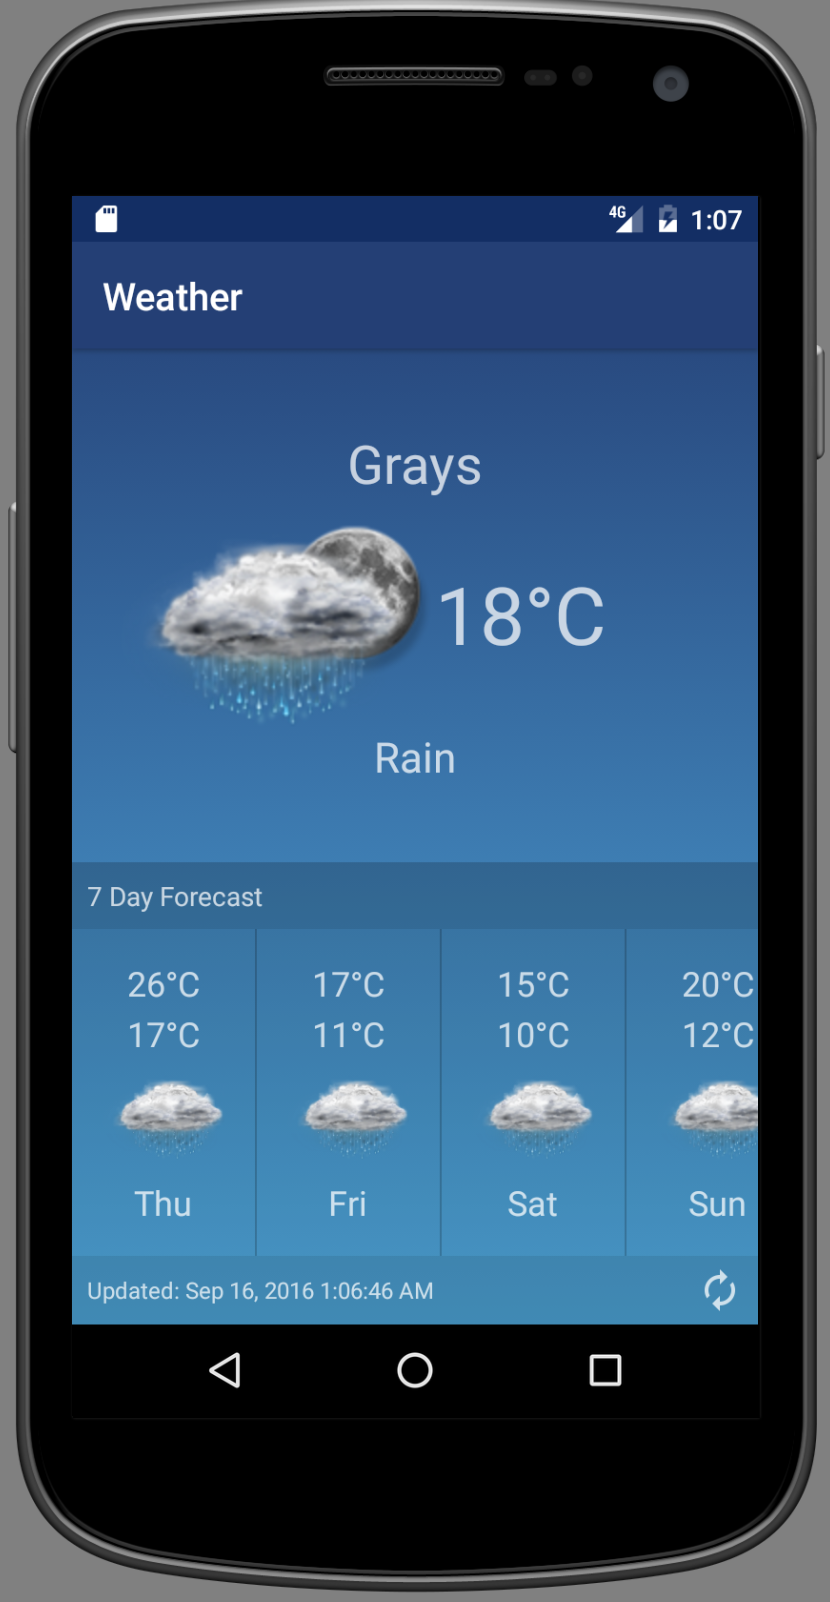 4G 1:07
Weather
Grays
18°C
Rain
7 Day Forecast
26°C 17°C 15°C 20°C
17°C 11°C 10°C 12°C
Thu Fri Sat Sun
Updated: Sep 16, 2016 1:06:46 AM